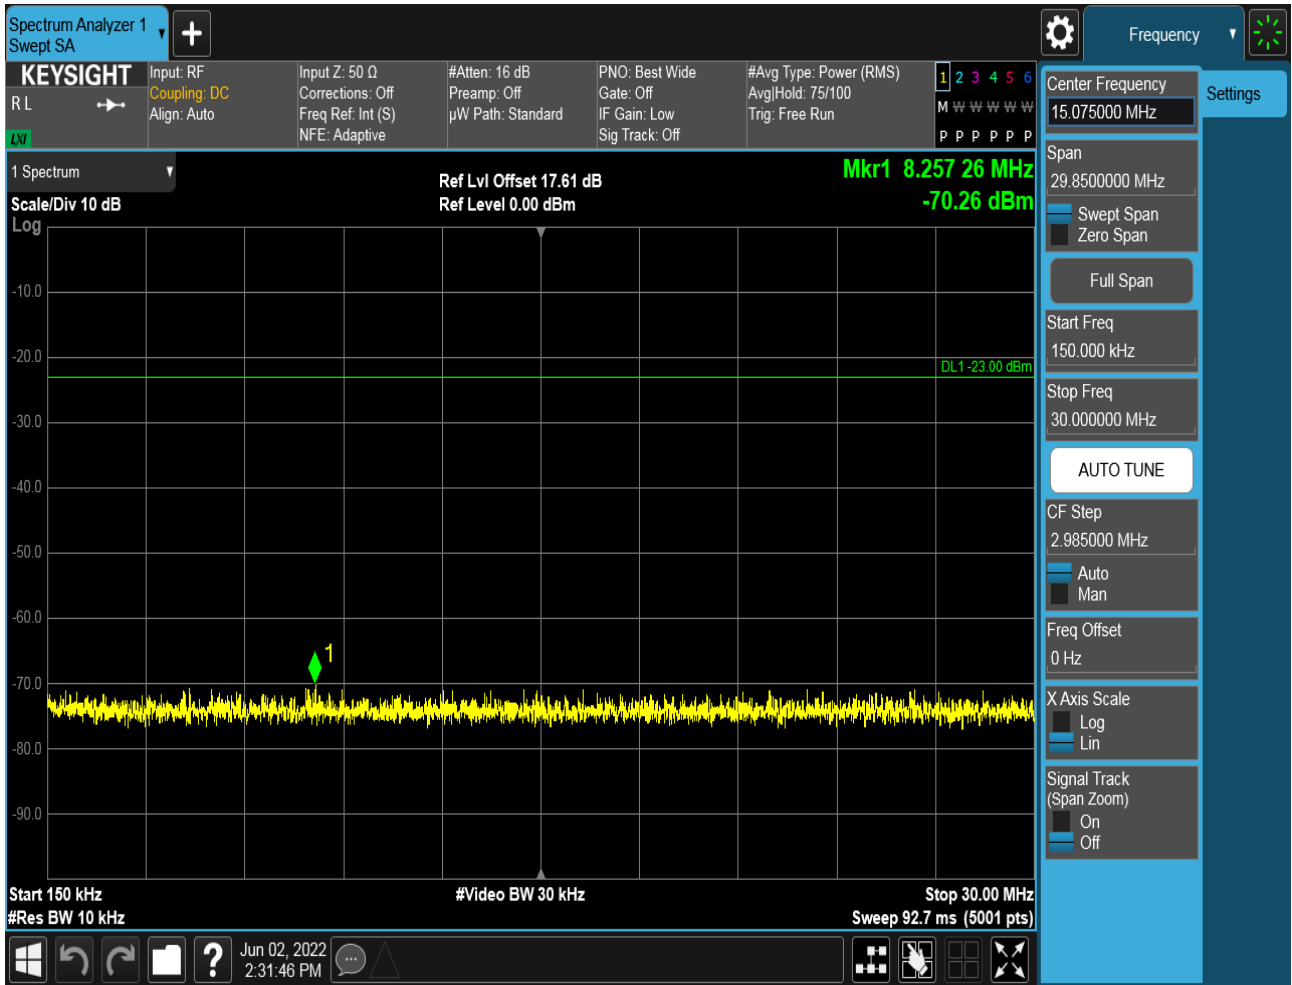 Spectrum Analyzer 1
Swept SA
Frequency
KEYSIGHT
R L
LXI
Input: RF
Coupling: DC
Align: Auto
Input Z: 50 Ω
Corrections: Off
Freq Ref: Int (S)
NFE: Adaptive
#Atten: 16 dB
Preamp: Off
µW Path: Standard
PNO: Best Wide
Gate: Off
IF Gain: Low
Sig Track: Off
#Avg Type: Power (RMS)
Avg|Hold: 75/100
Trig: Free Run
1 2 3 4 5 6
M W W W W W
P P P P P P
1 Spectrum
Scale/Div 10 dB
Log
Ref Lvl Offset 17.61 dB
Ref Level 0.00 dBm
Mkr1 8.257 26 MHz
-70.26 dBm
-10.0
-20.0
DL1 -23.00 dBm
-30.0
-40.0
-50.0
-60.0
1
-70.0
-80.0
-90.0
Start 150 kHz
#Res BW 10 kHz
#Video BW 30 kHz
Stop 30.00 MHz
Sweep 92.7 ms (5001 pts)
Jun 02, 2022
2:31:46 PM
?
Center Frequency
15.075000 MHz
Settings
Span
29.8500000 MHz
Swept Span
Zero Span
Full Span
Start Freq
150.000 kHz
Stop Freq
30.000000 MHz
AUTO TUNE
CF Step
2.985000 MHz
Auto
Man
Freq Offset
0 Hz
X Axis Scale
Log
Lin
Signal Track
(Span Zoom)
On
Off